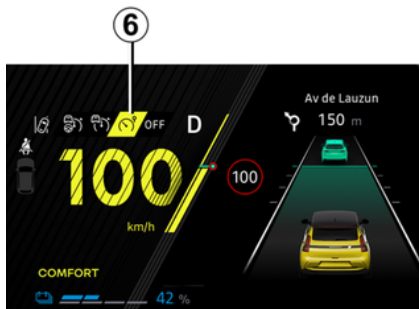 6
Av de Lauzun
150 m
OFF
D
100
100
km/h
COMFORT
42 %